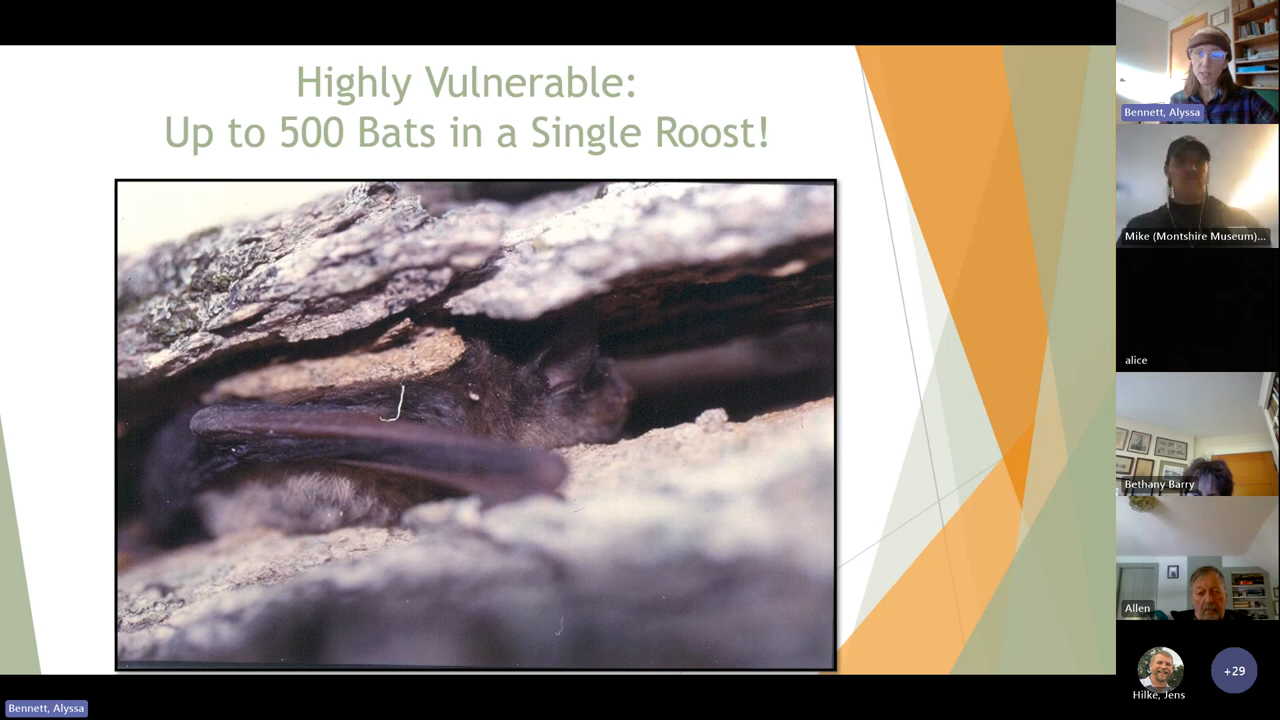 Highly Vulnerable:
Up to 500 Bats in a Single Roost!
Bennett, Alyssa
Mike (Montshire Museum)...
alice
Bethany Barry
Allen
Hilke, Jens
+29
Bennett, Alyssa